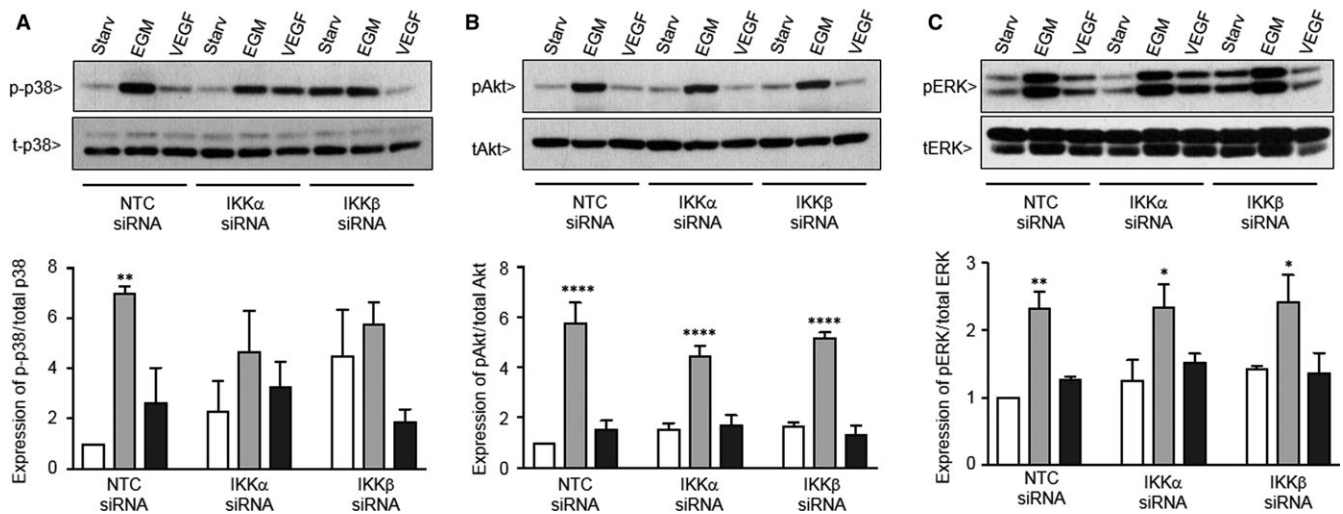 A
Starv EGM VEGF Starv EGM VEGF Starv EGM VEGF
p-p38>
t-p38>
NTC siRNA
IKKα siRNA
IKKβ siRNA
Expression of p-p38/total p38
8
6
4
2
0
**
NTC siRNA
IKKα siRNA
IKKβ siRNA
B
Starv EGM VEGF Starv EGM VEGF Starv EGM VEGF
pAkt>
tAkt>
NTC siRNA
IKKα siRNA
IKKβ siRNA
Expression of pAkt/total Akt
8
6
4
2
0
****
****
****
NTC siRNA
IKKα siRNA
IKKβ siRNA
C
Starv EGM VEGF Starv EGM VEGF Starv EGM VEGF
pERK>
tERK>
NTC siRNA
IKKα siRNA
IKKβ siRNA
Expression of pERK/total ERK
3
2
1
0
**
*
*
NTC siRNA
IKKα siRNA
IKKβ siRNA